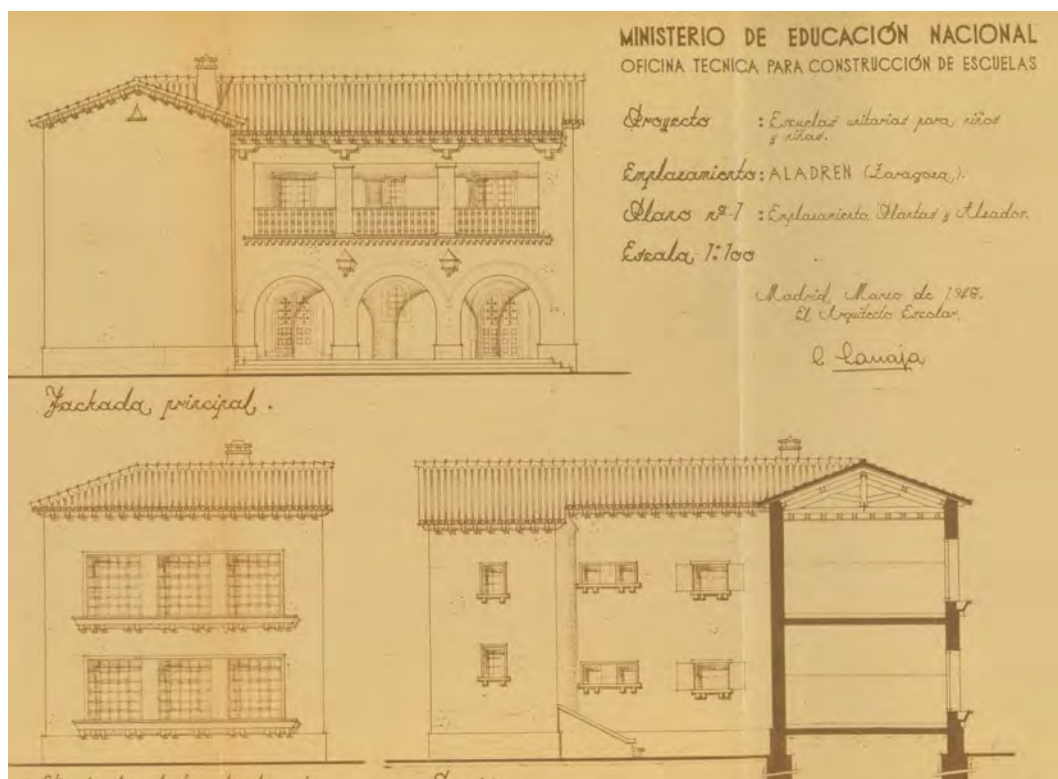 MINISTERIO DE EDUCACIÓN NACIONAL
OFICINA TECNICA PARA CONSTRUCCIÓN DE ESCUELAS
Proyecto : Escuelas unitarias para niños
y niñas.
Emplazamiento: ALADREN (Zaragoza).
Plano nº-1 : Emplazamiento, Plantas y Alzados.
Escala 1:100
Madrid, Marzo de 1948.
El Arquitecto Escolar,
Fachada principal.